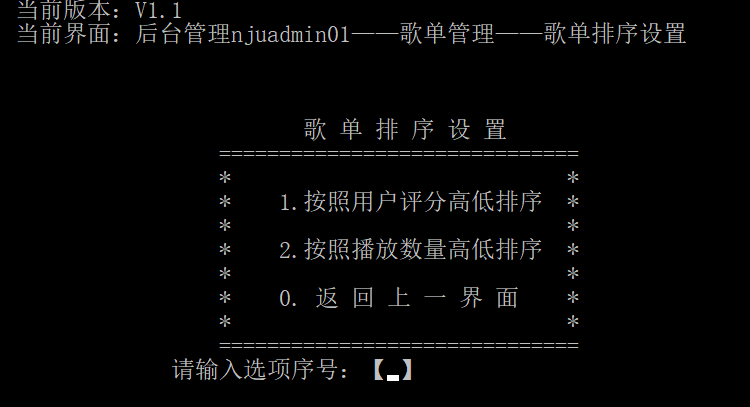 当前版本：V1.1
当前界面：后台管理njuadmin01——歌单管理——歌单排序设置
歌 单 排 序 设 置
==============================
*                            *
*    1.按照用户评分高低排序  *
*                            *
*    2.按照播放数量高低排序  *
*                            *
*    0. 返 回 上 一 界 面    *
*                            *
==============================
请输入选项序号：【_】